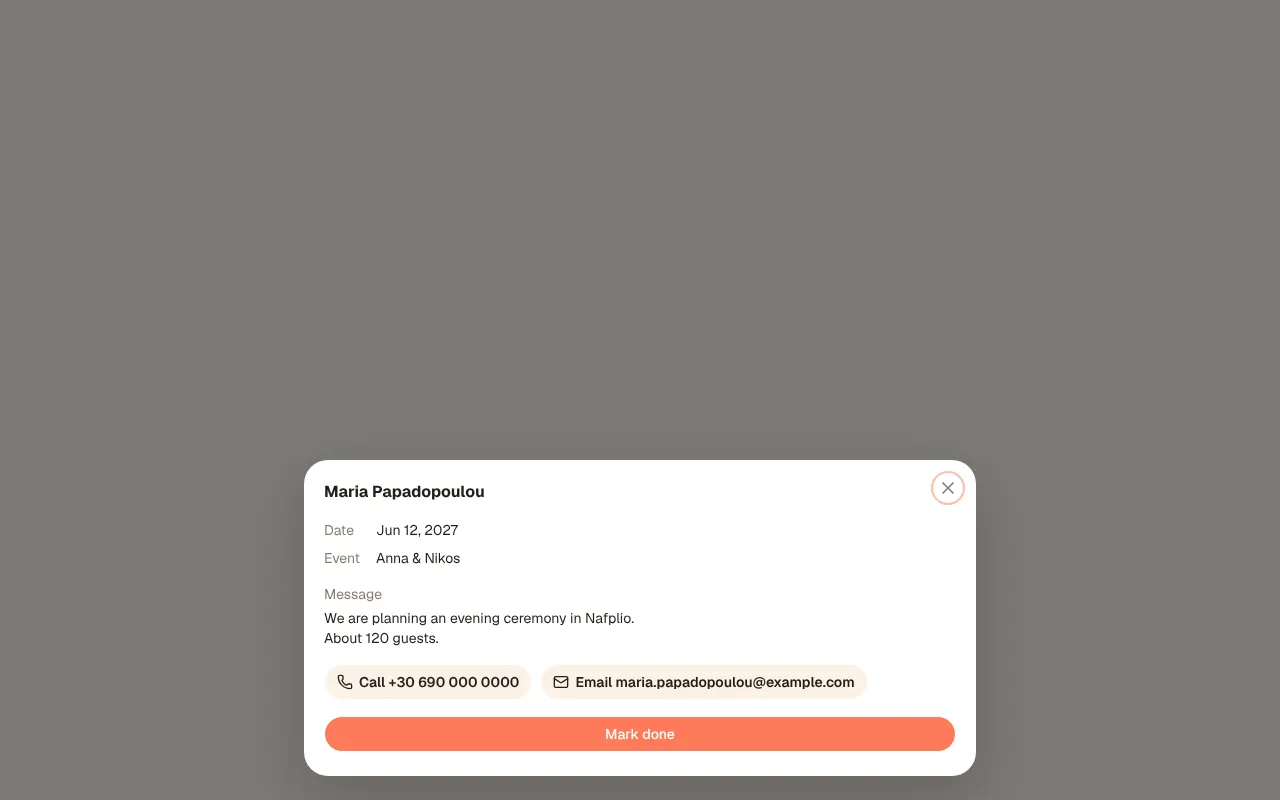 Maria Papadopoulou
Date Jun 12, 2027
Event Anna & Nikos
Message
We are planning an evening ceremony in Nafplio.
About 120 guests.
Call +30 690 000 0000 Email maria.papadopoulou@example.com
Mark done